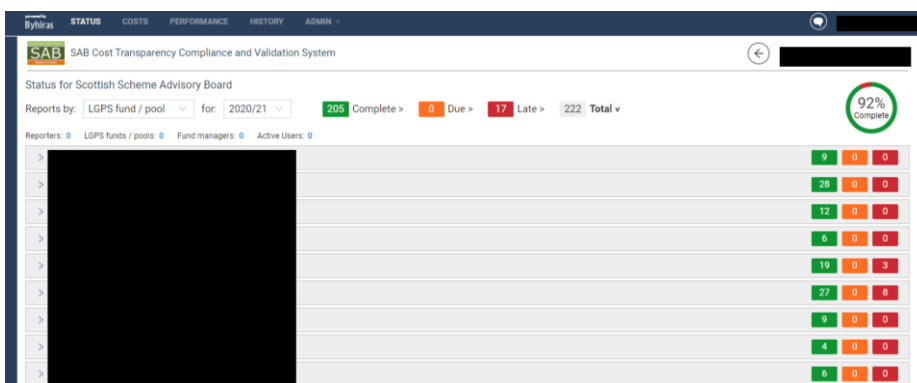 powered by
Byhiras STATUS COSTS PERFORMANCE HISTORY ADMIN
SAB SAB Cost Transparency Compliance and Validation System
Status for Scottish Scheme Advisory Board
Reports by: LGPS fund / pool for: 2020/21 205 Complete > 0 Due > 17 Late > 222 Total v
92%
Complete
Reporters: 0 LGPS funds / pools: 0 Fund managers: 0 Active Users: 0
> 9 0 0
> 28 0 0
> 12 0 0
> 6 0 0
> 19 0 3
> 27 0 8
> 9 0 0
> 4 0 0
> 6 0 0